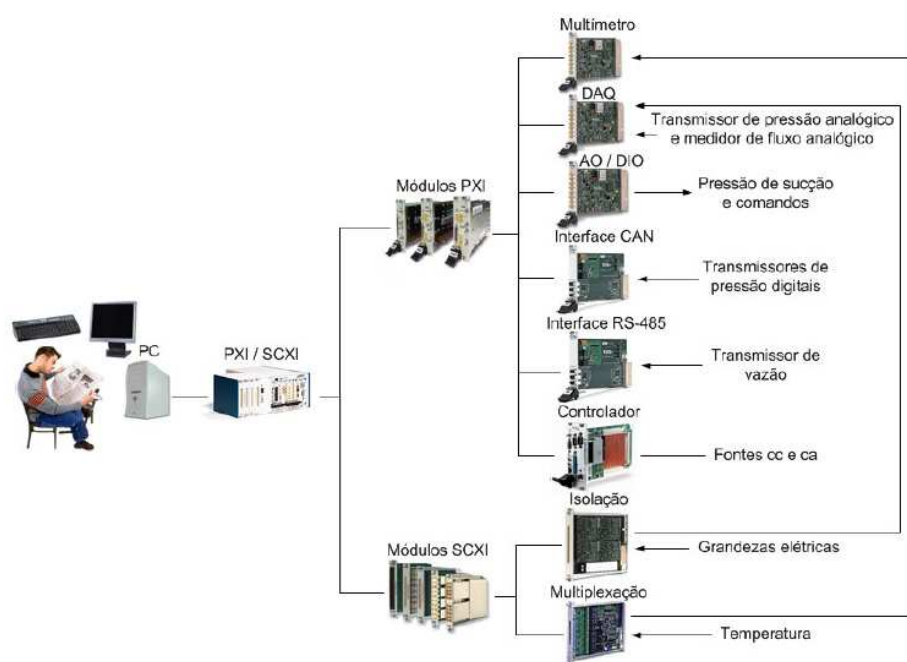 Multímetro
DAQ
Transmissor de pressão analógico
e medidor de fluxo analógico
AO / DIO
Módulos PXI
Pressão de sucção
e comandos
Interface CAN
Transmissores de
pressão digitais
Interface RS-485
PC
PXI / SCXI
Transmissor de
vazão
Controlador
Fontes cc e ca
Isolação
Módulos SCXI
Grandezas elétricas
Multiplexação
Temperatura